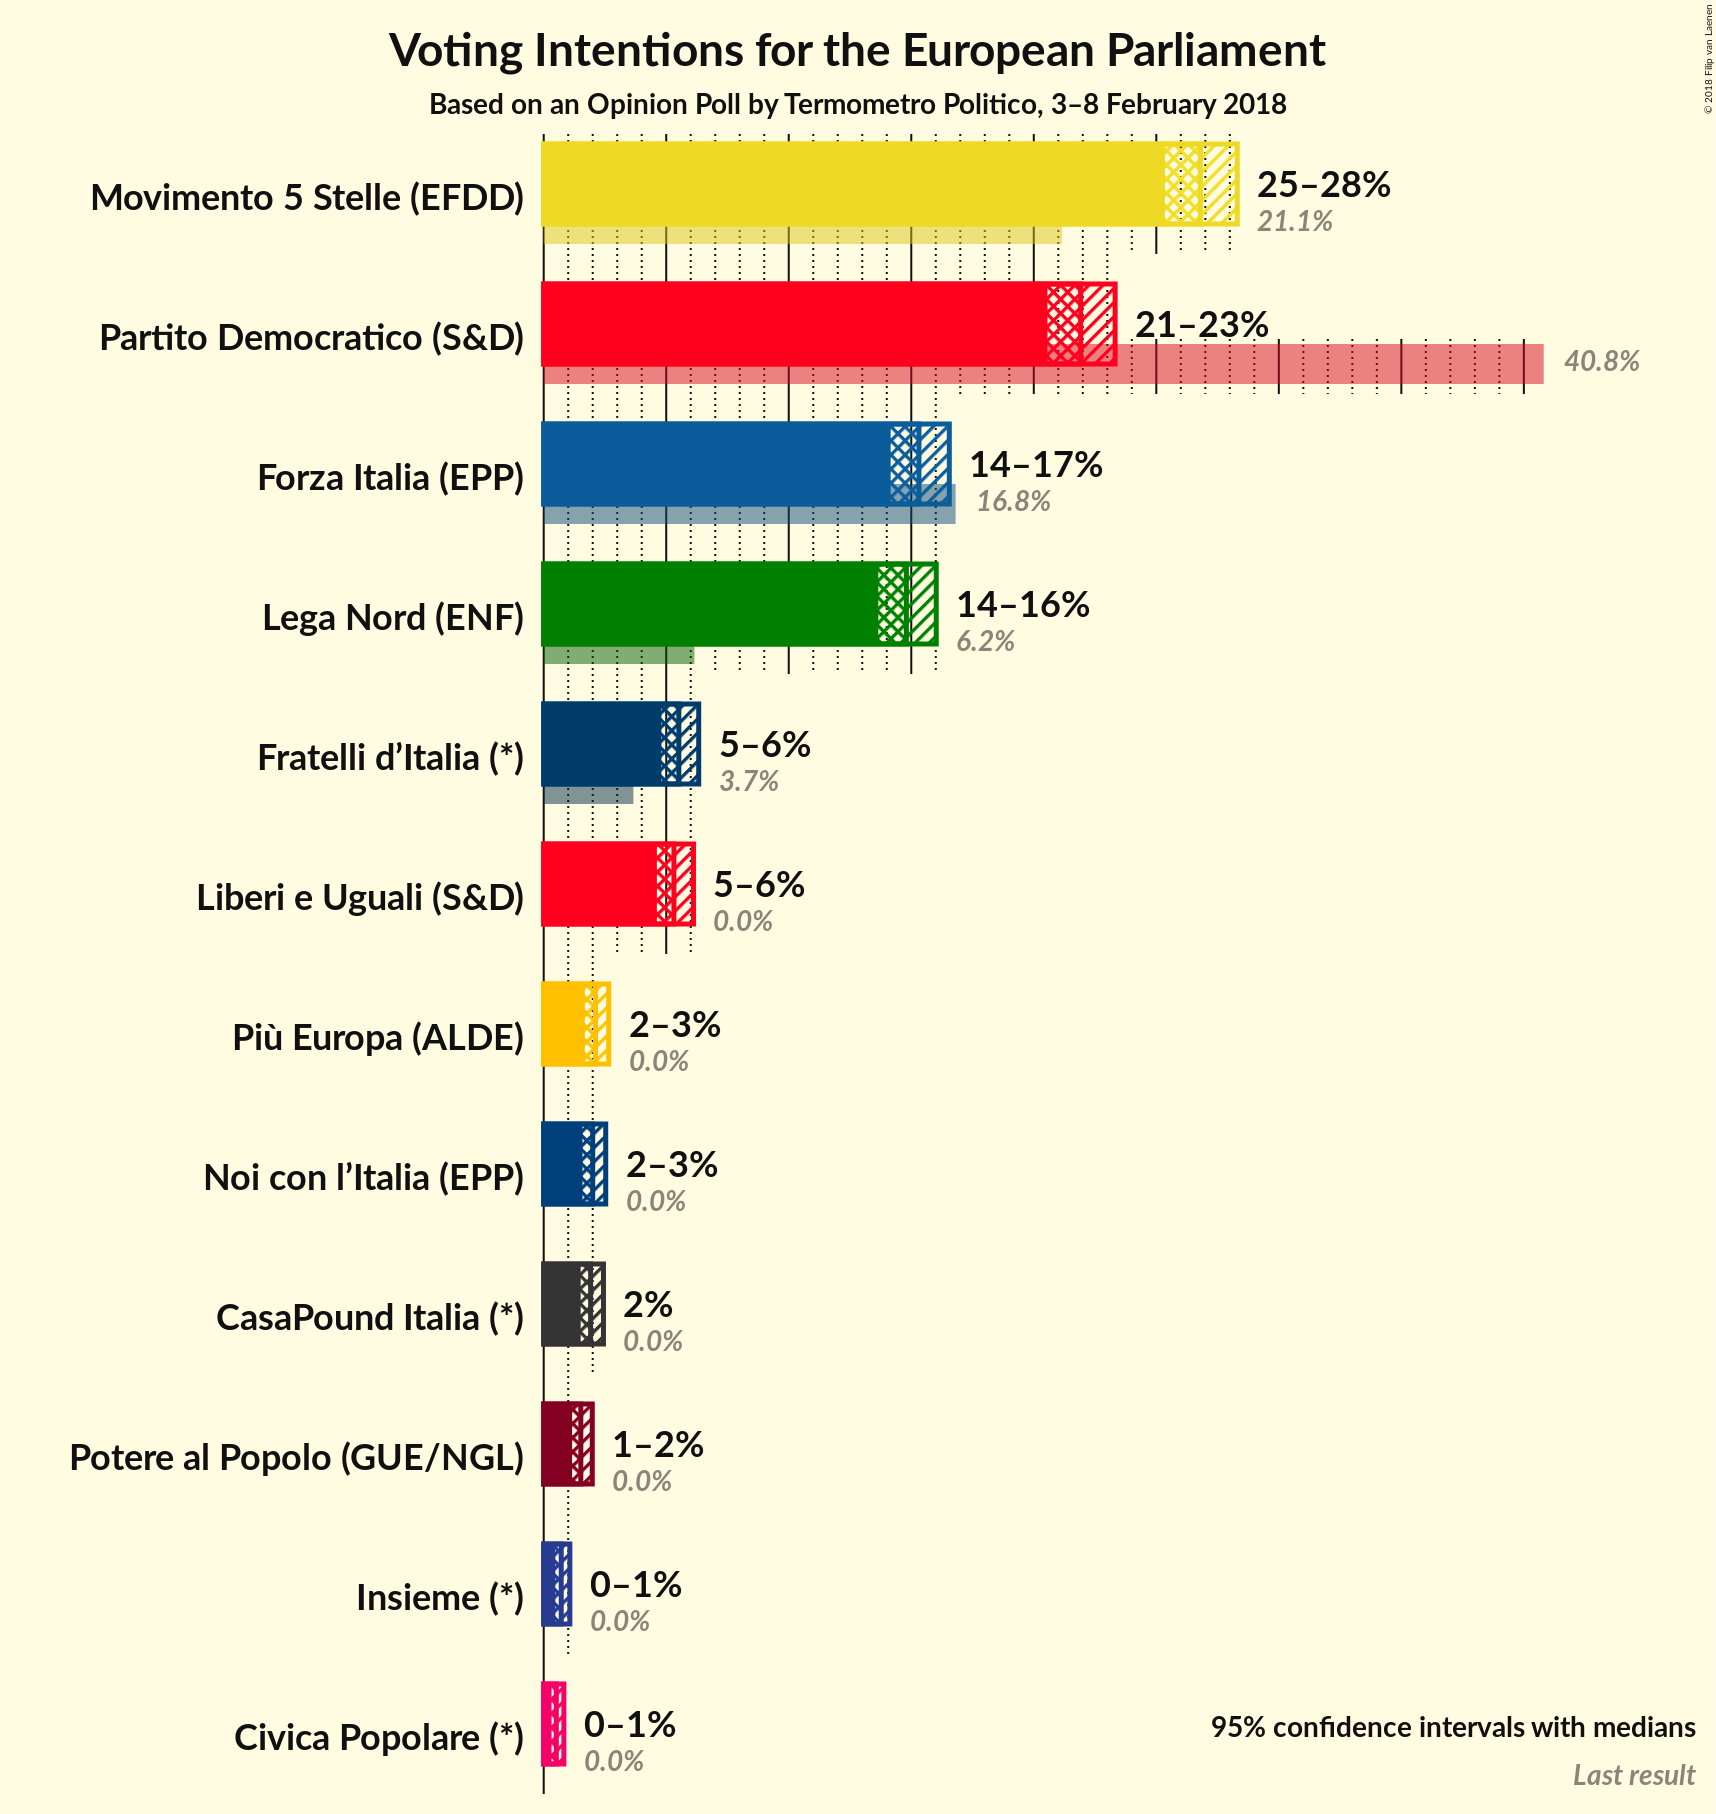 Voting Intentions for the European Parliament
Based on an Opinion Poll by Termometro Politico, 3–8 February 2018
© 2018 Filip van Laenen
Movimento 5 Stelle (EFDD)
25–28%
21.1%
Partito Democratico (S&D)
21–23%
40.8%
Forza Italia (EPP)
14–17%
16.8%
Lega Nord (ENF)
14–16%
6.2%
Fratelli d’Italia (*)
5–6%
3.7%
Liberi e Uguali (S&D)
5–6%
0.0%
Più Europa (ALDE)
2–3%
0.0%
Noi con l’Italia (EPP)
2–3%
0.0%
CasaPound Italia (*)
2%
0.0%
Potere al Popolo (GUE/NGL)
1–2%
0.0%
Insieme (*)
0–1%
0.0%
Civica Popolare (*)
0–1%
0.0%
95% confidence intervals with medians
Last result